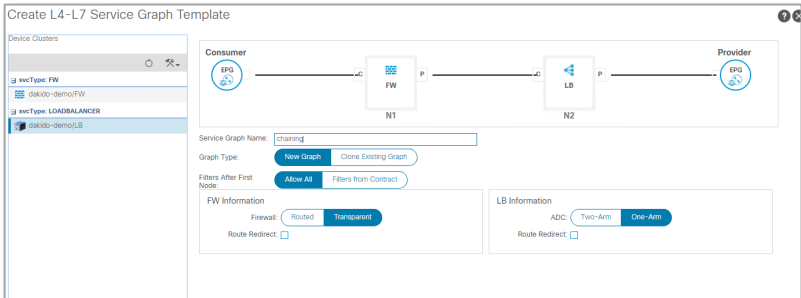 Create L4-L7 Service Graph Template
Device Clusters
svcType: FW
dakido-demo/FW
svcType: LOADBALANCER
dakido-demo/LB
Consumer
Provider
EPG
C
FW
P
N1
C
LB
P
N2
EPG
Service Graph Name: chaining
Graph Type: New Graph Clone Existing Graph
Filters After First
Node: Allow All Filters from Contract
FW Information
Firewall: Routed Transparent
Route Redirect:
LB Information
ADC: Two-Arm One-Arm
Route Redirect: